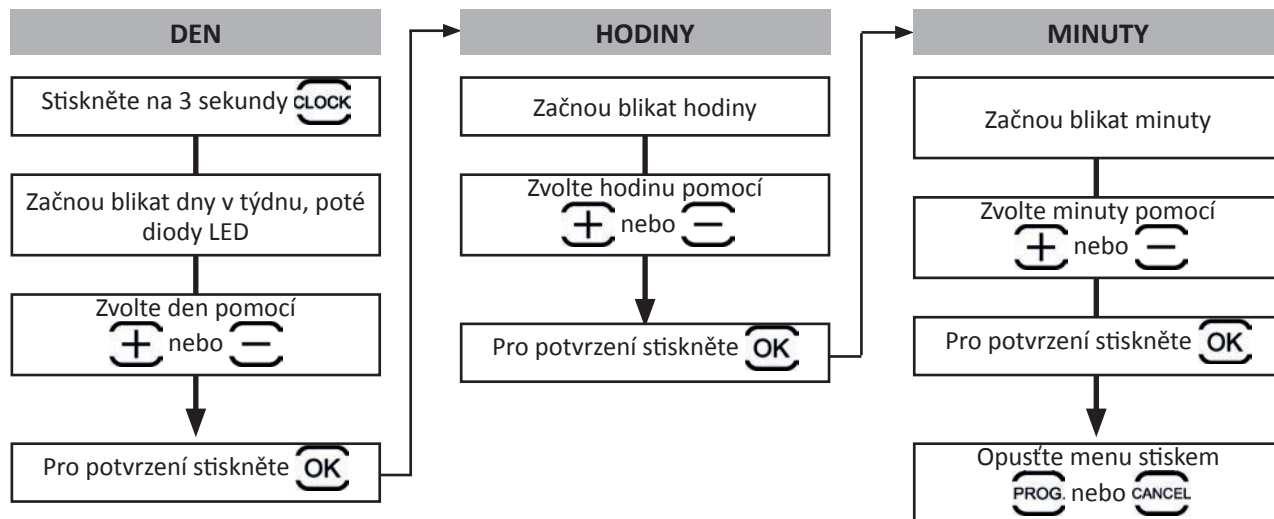 DEN
Stiskněte na 3 sekundy CLOCK
Začnou blikat dny v týdnu, poté
diody LED
Zvolte den pomocí
+ nebo −
Pro potvrzení stiskněte OK
HODINY
Začnou blikat hodiny
Zvolte hodinu pomocí
+ nebo −
Pro potvrzení stiskněte OK
MINUTY
Začnou blikat minuty
Zvolte minuty pomocí
+ nebo −
Pro potvrzení stiskněte OK
Opusťte menu stiskem
PROG. nebo CANCEL